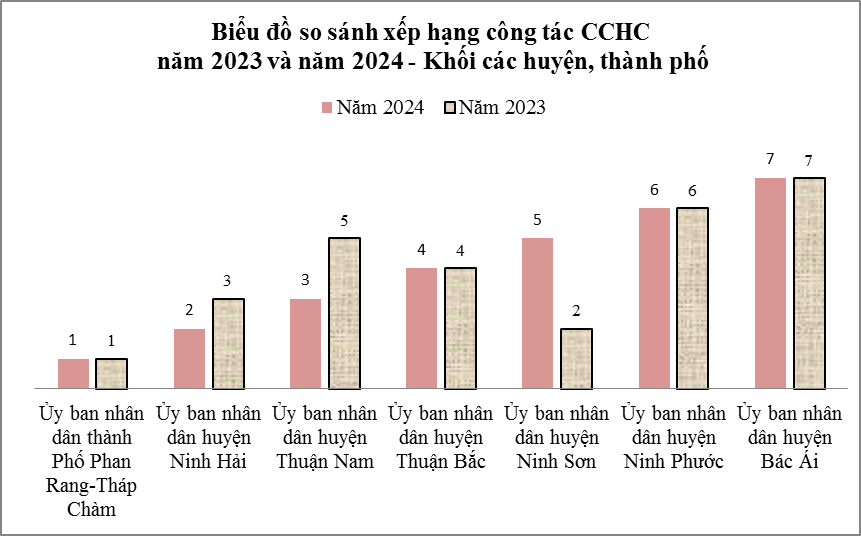 Biểu đồ so sánh xếp hạng công tác CCHC
năm 2023 và năm 2024 - Khối các huyện, thành phố
Năm 2024
Năm 2023
1
1
2
3
3
5
4
4
5
2
6
6
7
7
Ủy ban nhân
dân thành
Phố Phan
Rang-Tháp
Chàm
Ủy ban nhân
dân huyện
Ninh Hải
Ủy ban nhân
dân huyện
Thuận Nam
Ủy ban nhân
dân huyện
Thuận Bắc
Ủy ban nhân
dân huyện
Ninh Sơn
Ủy ban nhân
dân huyện
Ninh Phước
Ủy ban nhân
dân huyện
Bác Ái